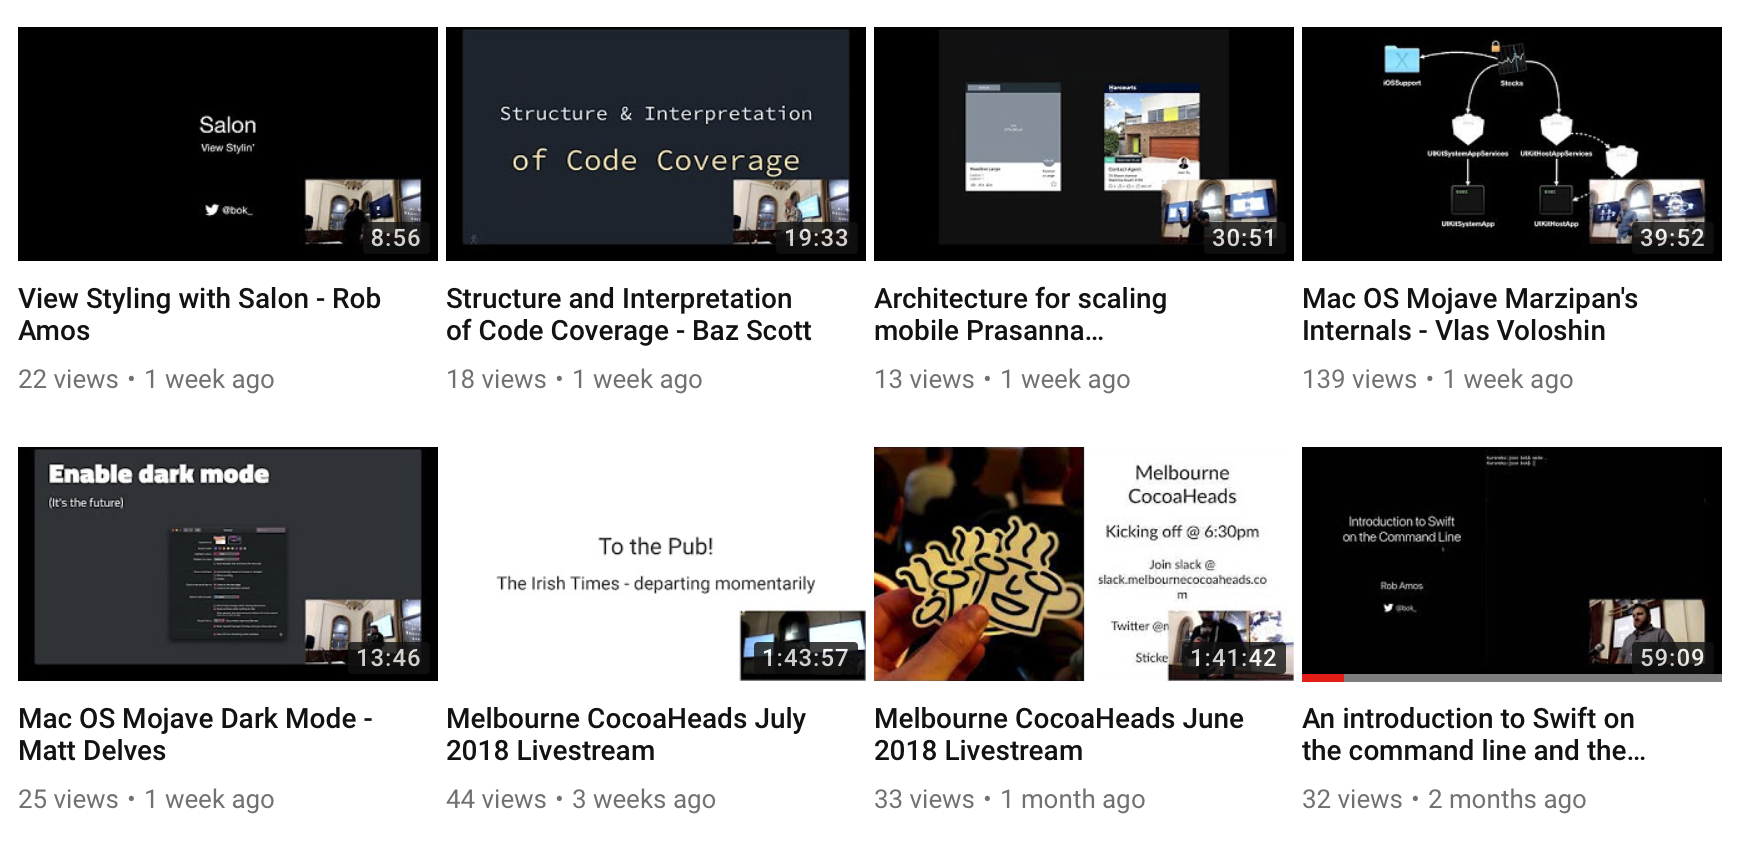 Salon
View Stylin'
@bok_
8:56
View Styling with Salon - Rob
Amos
22 views • 1 week ago
Structure & Interpretation
of Code Coverage
19:33
Structure and Interpretation
of Code Coverage - Baz Scott
18 views • 1 week ago
Harcourts
Contact Agent
30:51
Architecture for scaling
mobile Prasanna...
13 views • 1 week ago
iOSSupport
Stocks
UIKitSystemAppServices
UIKitHostAppServices
UIKitSystemApp
UIKitHostApp
39:52
Mac OS Mojave Marzipan's
Internals - Vlas Voloshin
139 views • 1 week ago
Enable dark mode
(It's the future)
13:46
Mac OS Mojave Dark Mode -
Matt Delves
25 views • 1 week ago
To the Pub!
The Irish Times - departing momentarily
1:43:57
Melbourne CocoaHeads July
2018 Livestream
44 views • 3 weeks ago
Melbourne
CocoaHeads
Kicking off @ 6:30pm
Join slack @
slack.melbournecocoaheads.co
m
Twitter @m
Sticke
1:41:42
Melbourne CocoaHeads June
2018 Livestream
33 views • 1 month ago
Introduction to Swift
on the Command Line
Rob Amos
@bok_
59:09
An introduction to Swift on
the command line and the...
32 views • 2 months ago